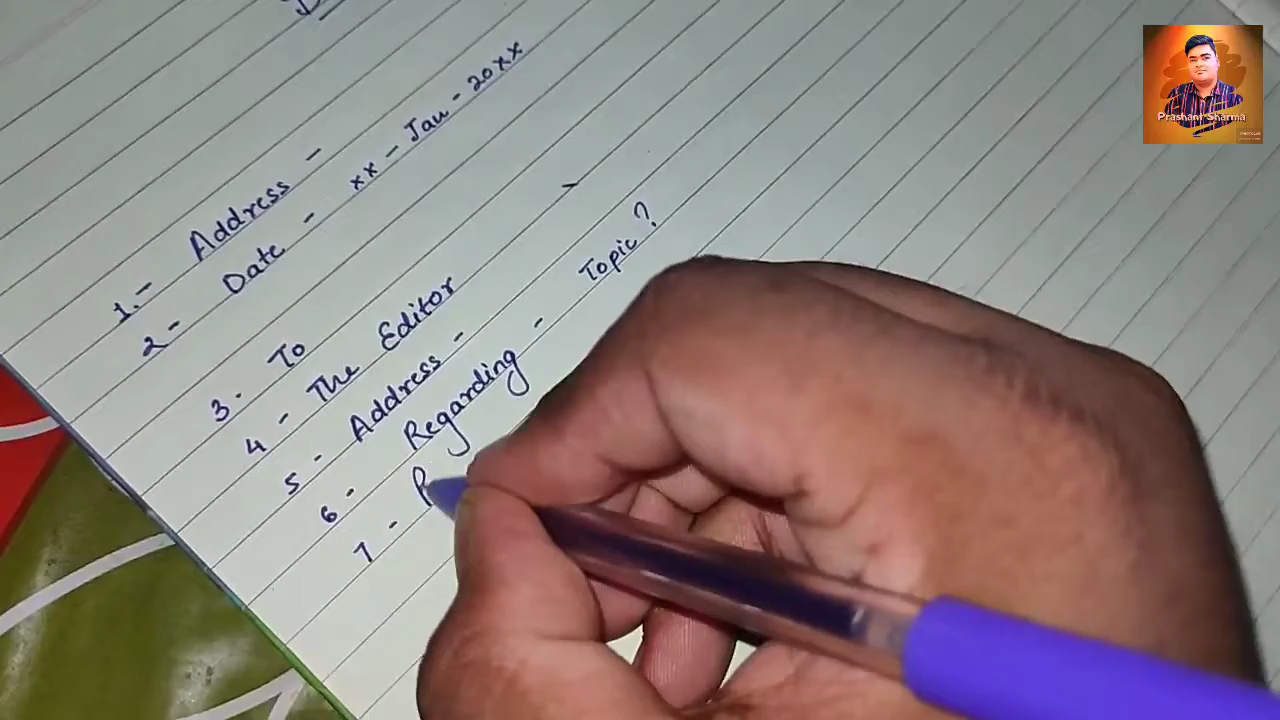 1.- Address -
2- Date - xx - Jan - 20xx
3. To
4 - The Editor
5 - Address -
6 - Regarding - Topic?
7 -
Prashant Sharma